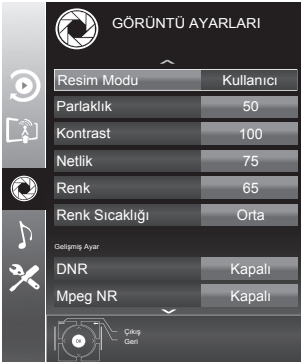 GÖRÜNTÜ AYARLARI
Resim Modu Kullanıcı
Parlaklık 50
Kontrast 100
Netlik 75
Renk 65
Renk Sıcaklığı Orta
Gelişmiş Ayar
DNR Kapalı
Mpeg NR Kapalı
OK
Çıkış
Geri